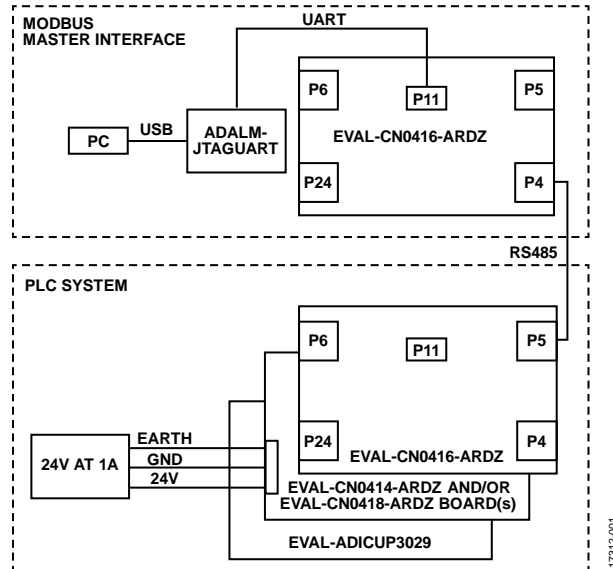 MODBUS
MASTER INTERFACE
UART
P6
P11
P5
EVAL-CN0416-ARDZ
PC
USB
ADALM-
JTAGUART
P24
P4
RS485
PLC SYSTEM
P6
P11
P5
P24
P4
EVAL-CN0416-ARDZ
24V AT 1A
EARTH
GND
24V
EVAL-CN0414-ARDZ AND/OR
EVAL-CN0418-ARDZ BOARD(s)
EVAL-ADICUP3029
17312-001